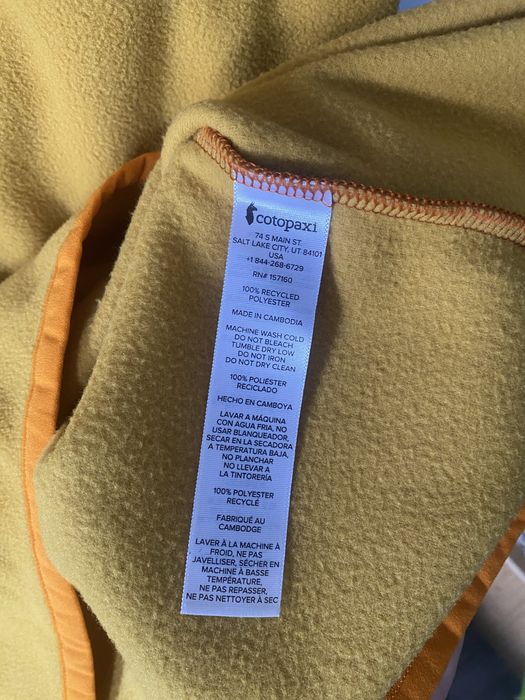 cotopaxi
74 S MAIN ST
SALT LAKE CITY, UT 84101
USA
+1 844-268-6729
RN# 157160
100% RECYCLED
POLYESTER
MADE IN CAMBODIA
MACHINE WASH COLD
DO NOT BLEACH
TUMBLE DRY LOW
DO NOT IRON
DO NOT DRY CLEAN
100% POLIÉSTER
RECICLADO
HECHO EN CAMBOYA
LAVAR A MÁQUINA
CON AGUA FRIA, NO
USAR BLANQUEADOR,
SECAR EN LA SECADORA
A TEMPERATURA BAJA,
NO PLANCHAR
NO LLEVAR A
LA TINTORERÍA
100% POLYESTER
RECYCLÉ
FABRIQUÉ AU
CAMBODGE
LAVER À LA MACHINE À
FROID, NE PAS
JAVELLISER, SÉCHER EN
MACHINE À BASSE
TEMPÉRATURE,
NE PAS REPASSER,
NE PAS NETTOYER À SEC